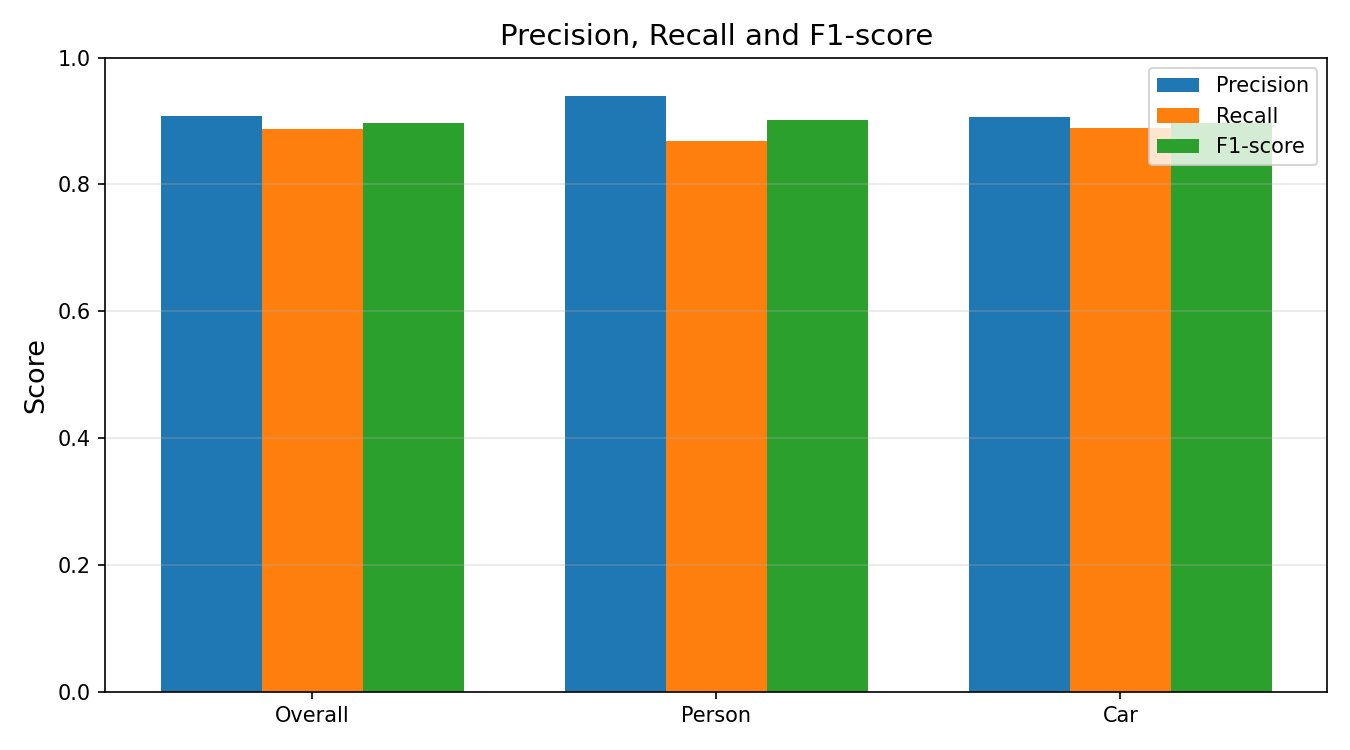 Precision, Recall and F1-score
Precision
Recall
F1-score
Score
1.0
0.8
0.6
0.4
0.2
0.0
Overall
Person
Car